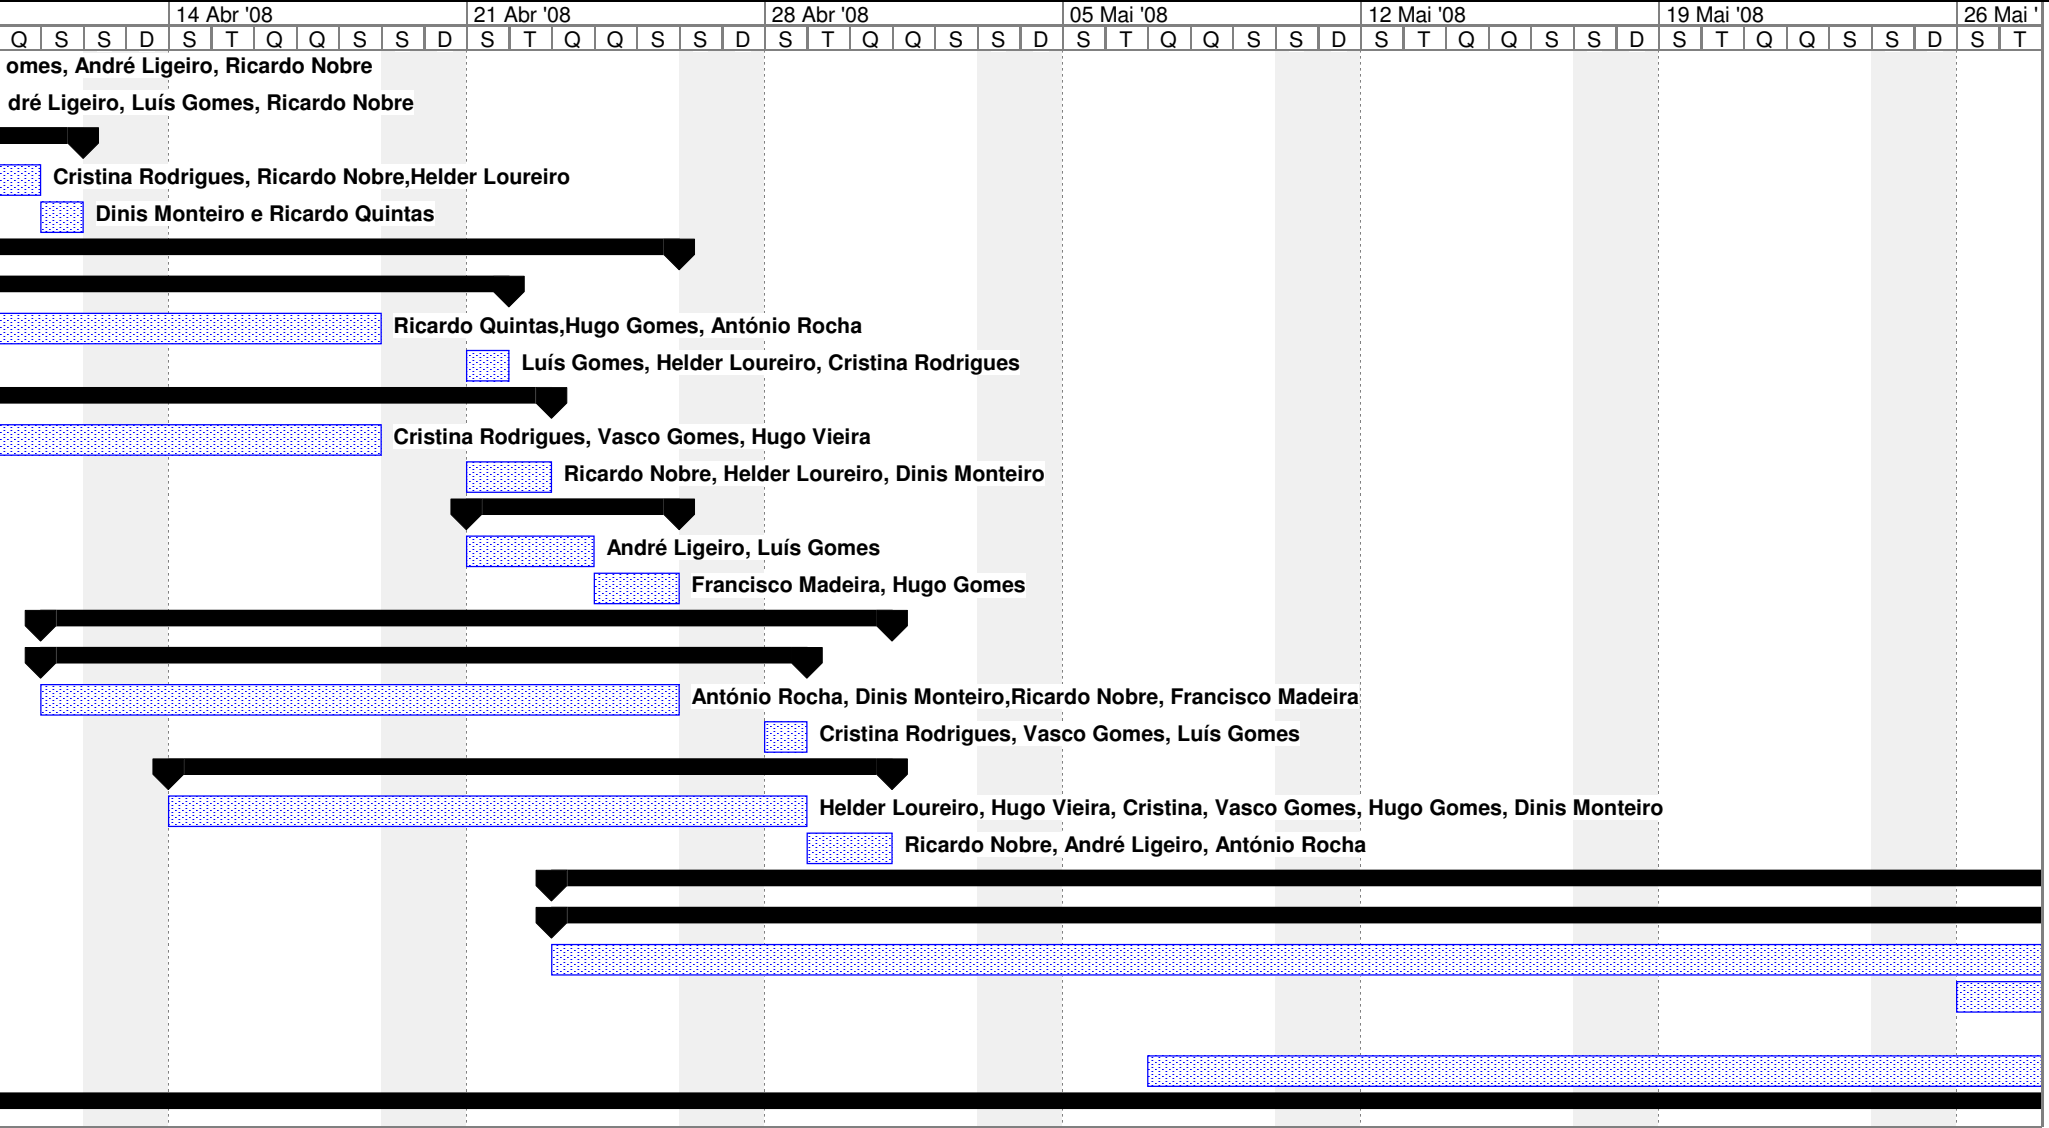 14 Abr '08 21 Abr '08 28 Abr '08 05 Mai '08 12 Mai '08 19 Mai '08 26 Mai '
Q S S D S T Q Q S S D S T Q Q S S D S T Q Q S S D S T Q Q S S D S T Q Q S S D S T Q Q S S D S T
omes, André Ligeiro, Ricardo Nobre
dré Ligeiro, Luís Gomes, Ricardo Nobre
Cristina Rodrigues, Ricardo Nobre,Helder Loureiro
Dinis Monteiro e Ricardo Quintas
Ricardo Quintas,Hugo Gomes, António Rocha
Luís Gomes, Helder Loureiro, Cristina Rodrigues
Cristina Rodrigues, Vasco Gomes, Hugo Vieira
Ricardo Nobre, Helder Loureiro, Dinis Monteiro
André Ligeiro, Luís Gomes
Francisco Madeira, Hugo Gomes
António Rocha, Dinis Monteiro,Ricardo Nobre, Francisco Madeira
Cristina Rodrigues, Vasco Gomes, Luís Gomes
Helder Loureiro, Hugo Vieira, Cristina, Vasco Gomes, Hugo Gomes, Dinis Monteiro
Ricardo Nobre, André Ligeiro, António Rocha